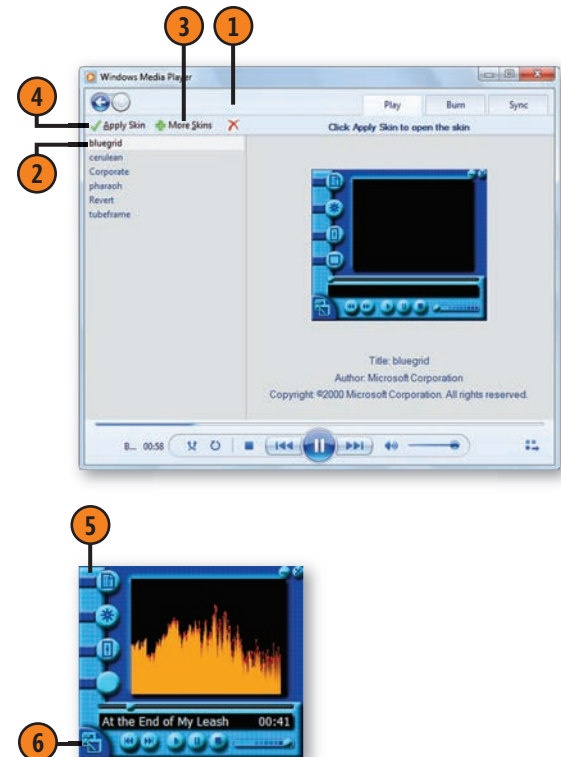 3 1
Windows Media Player
4
Play Burn Sync
Apply Skin More Skins
Click Apply Skin to open the skin
2
bluegrid
cerulean
Corporate
pharaoh
Revert
tubeframe
Title: bluegrid
Author: Microsoft Corporation
Copyright: ©2000 Microsoft Corporation. All rights reserved.
B... 00:58
5
At the End of My Leash 00:41
6